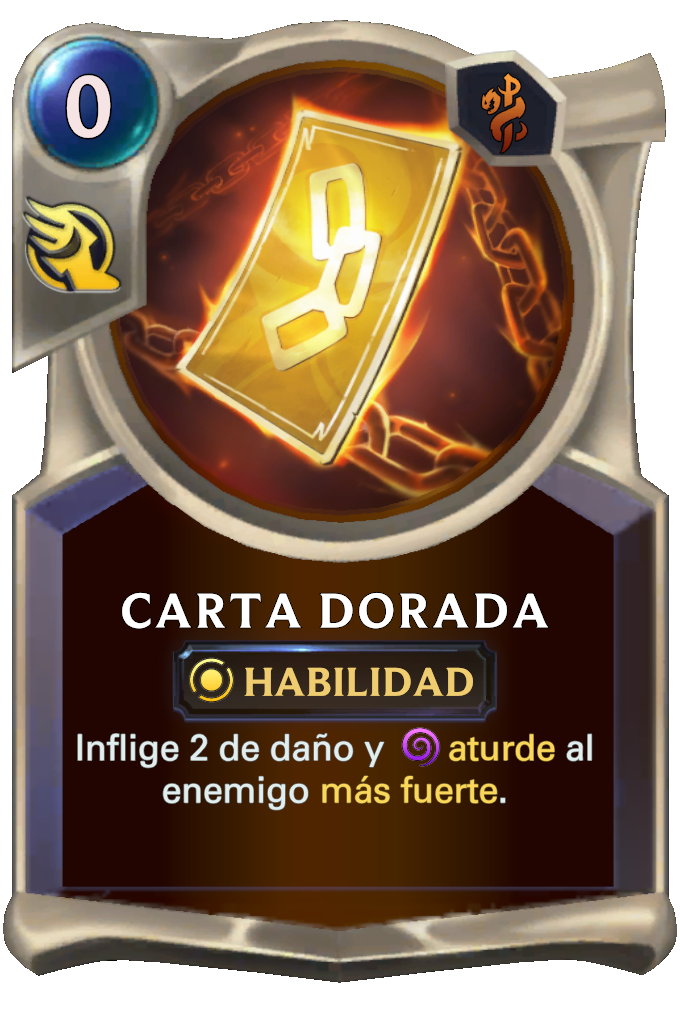 0
CARTA DORADA
HABILIDAD
Inflige 2 de daño y aturde al
enemigo más fuerte.